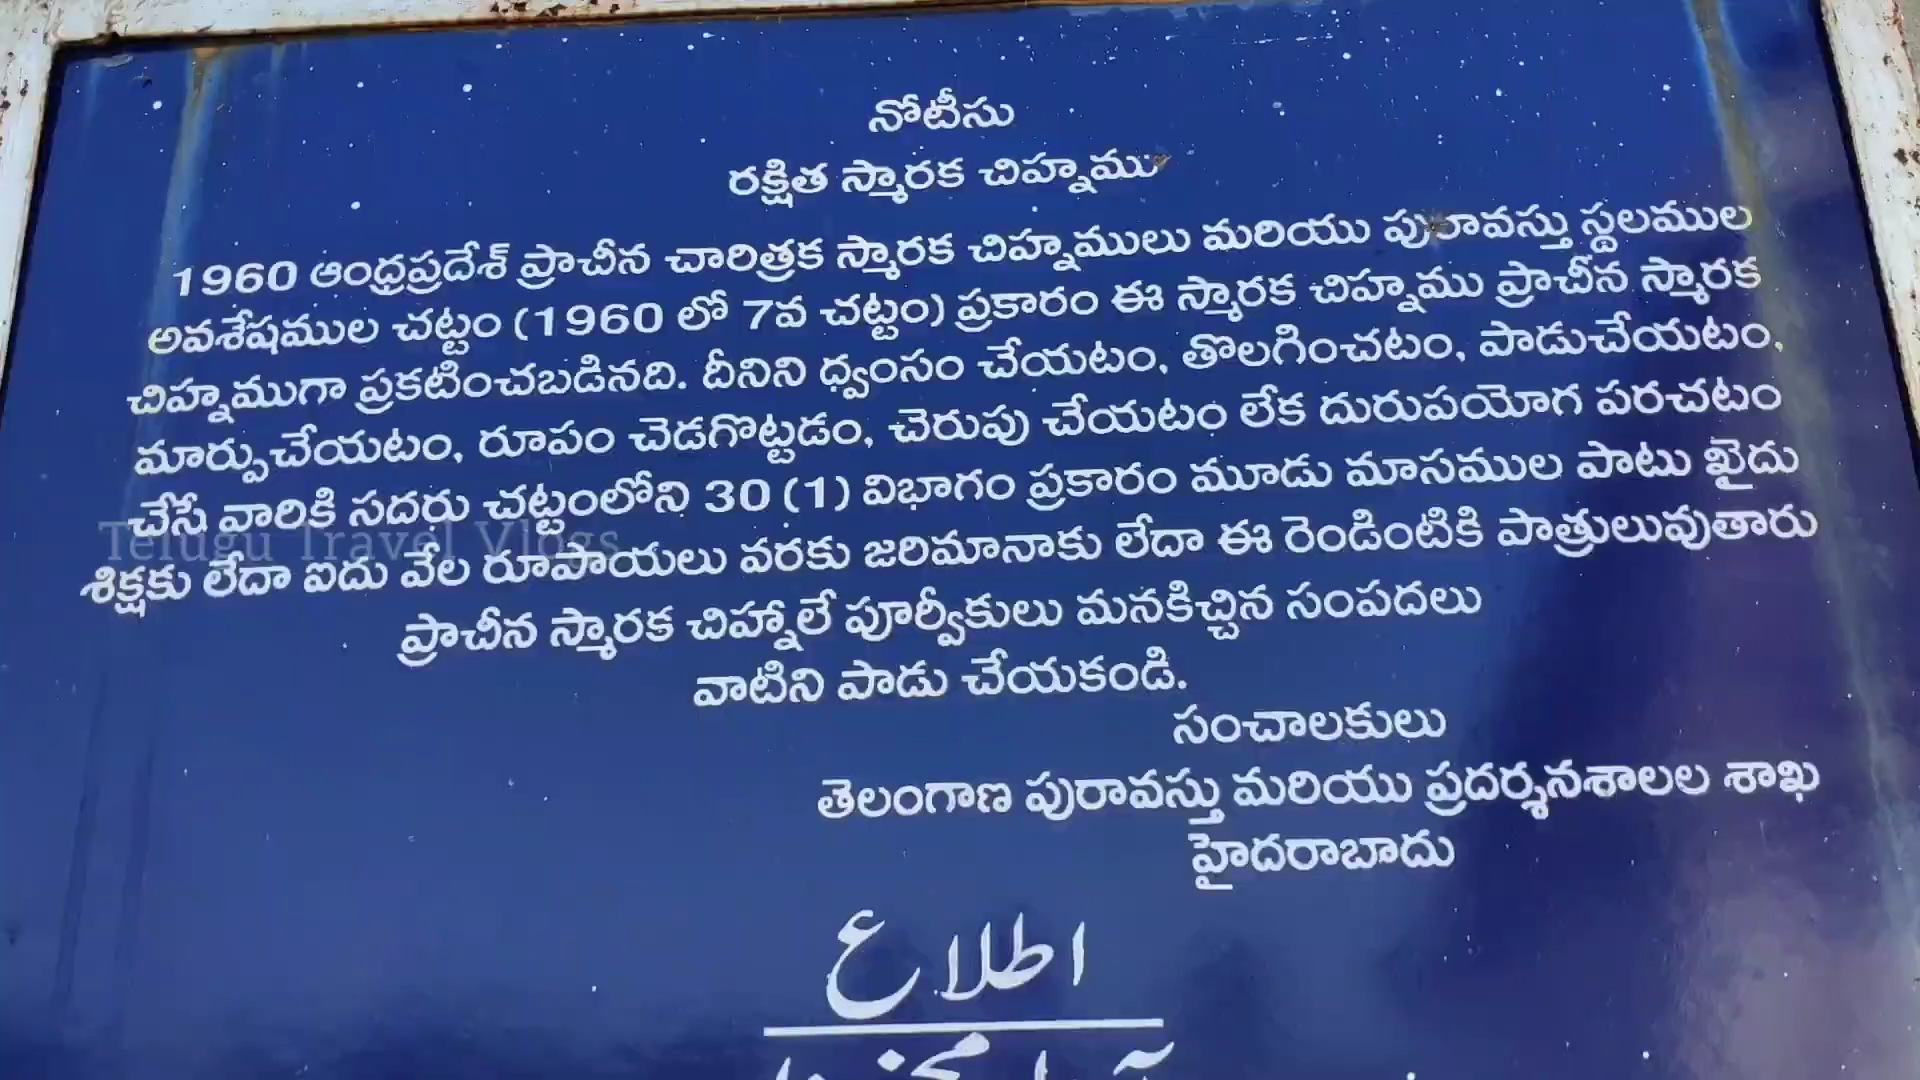 నోటీసు
రక్షిత స్మారక చిహ్నము
1960 ఆంధ్రప్రదేశ్ ప్రాచీన చారిత్రక స్మారక చిహ్నములు మరియు పురావస్తు స్థలముల
అవశేషముల చట్టం (1960 లో 7వ చట్టం) ప్రకారం ఈ స్మారక చిహ్నము ప్రాచీన స్మారక
చిహ్నముగా ప్రకటించబడినది. దీనిని ధ్వంసం చేయటం, తొలగించటం, పాడుచేయటం,
మార్పుచేయటం, రూపం చెడగొట్టడం, చెరుపు చేయటం లేక దురుపయోగ పరచటం
చేసే వారికి సదరు చట్టంలోని 30 (1) విభాగం ప్రకారం మూడు మాసముల పాటు ఖైదు
Telugu Travel Vlogs
శిక్షకు లేదా ఐదు వేల రూపాయలు వరకు జరిమానాకు లేదా ఈ రెండింటికి పాత్రులువుతారు
ప్రాచీన స్మారక చిహ్నాలే పూర్వీకులు మనకిచ్చిన సంపదలు
వాటిని పాడు చేయకండి.
సంచాలకులు
తెలంగాణ పురావస్తు మరియు ప్రదర్శనశాలల శాఖ
హైదరాబాదు
اطلاع